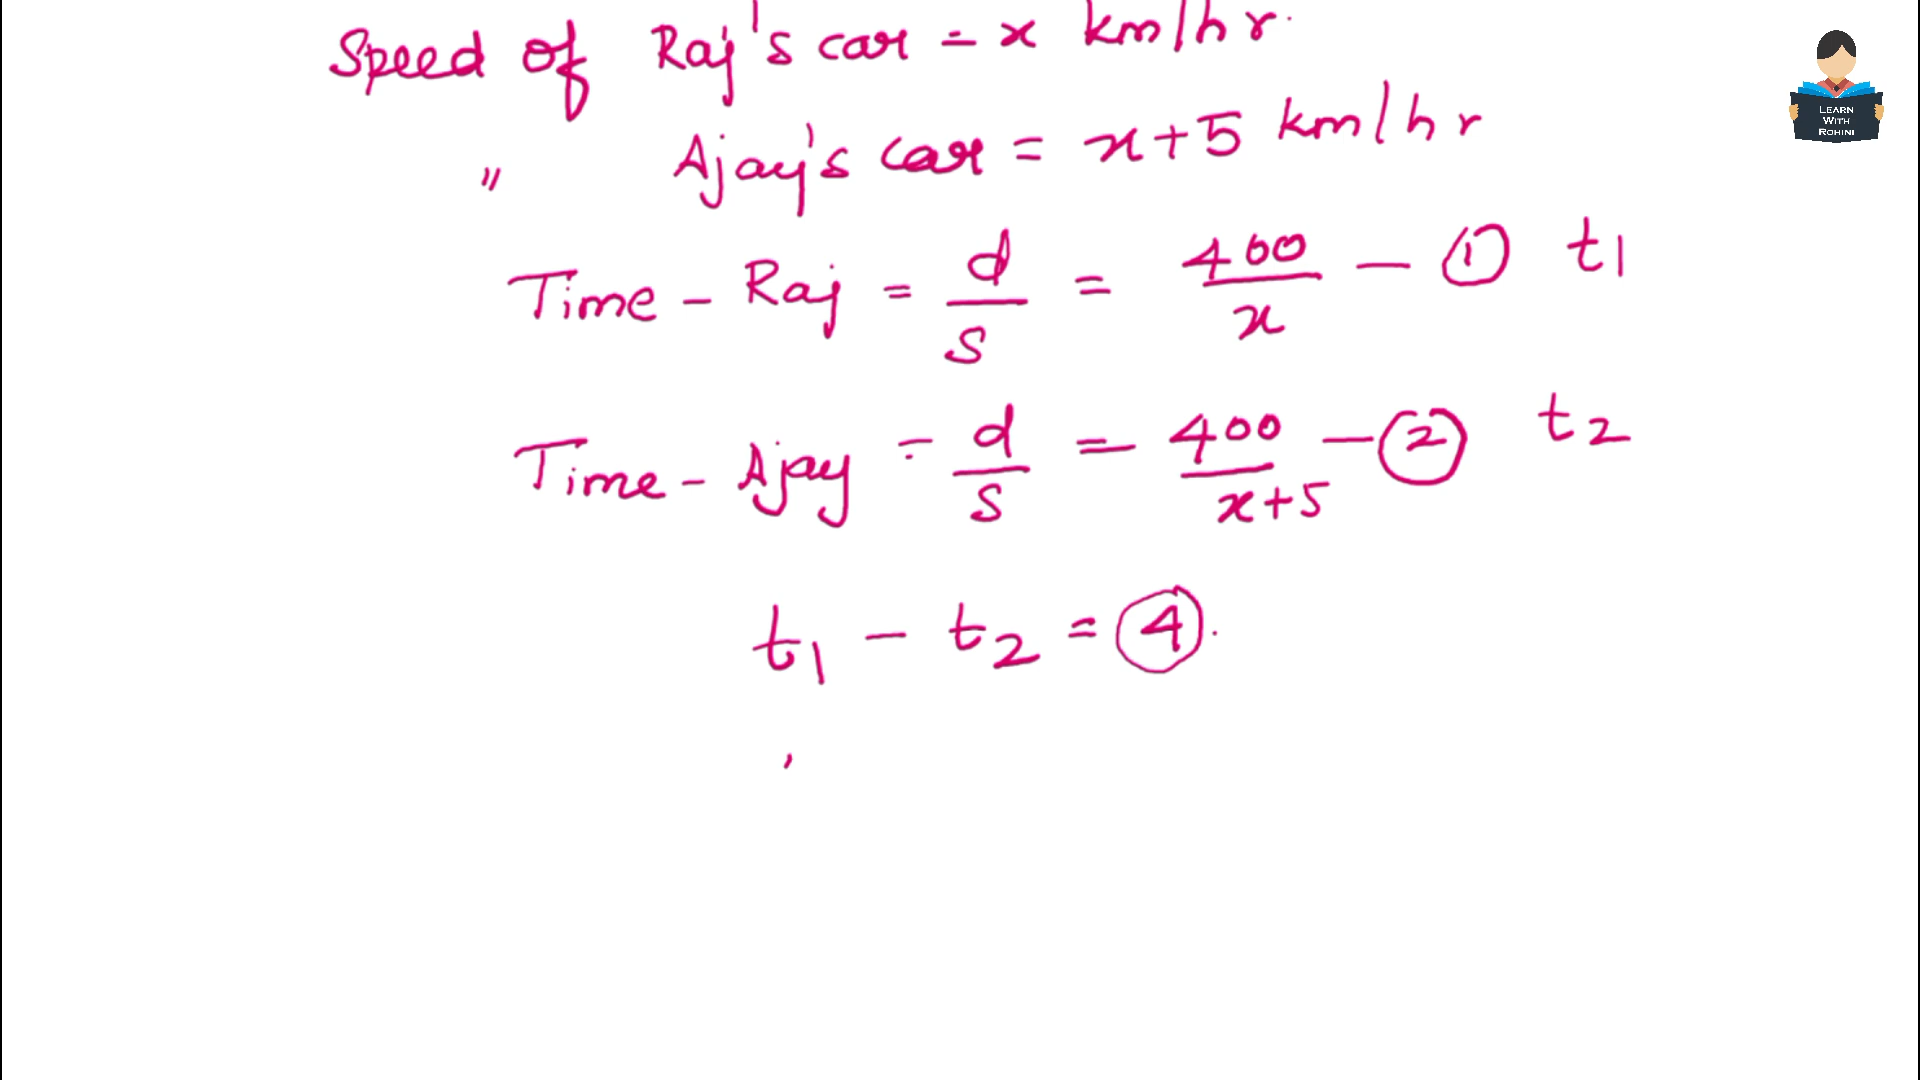 Speed of Raj's car = x km/hr.
" Ajay's car = x+5 km/hr
Time - Raj = d/s = 400/x - ① t1
Time - Ajay = d/s = 400/x+5 - ② t2
t1 - t2 = ④.
LEARN
WITH
ROHINI